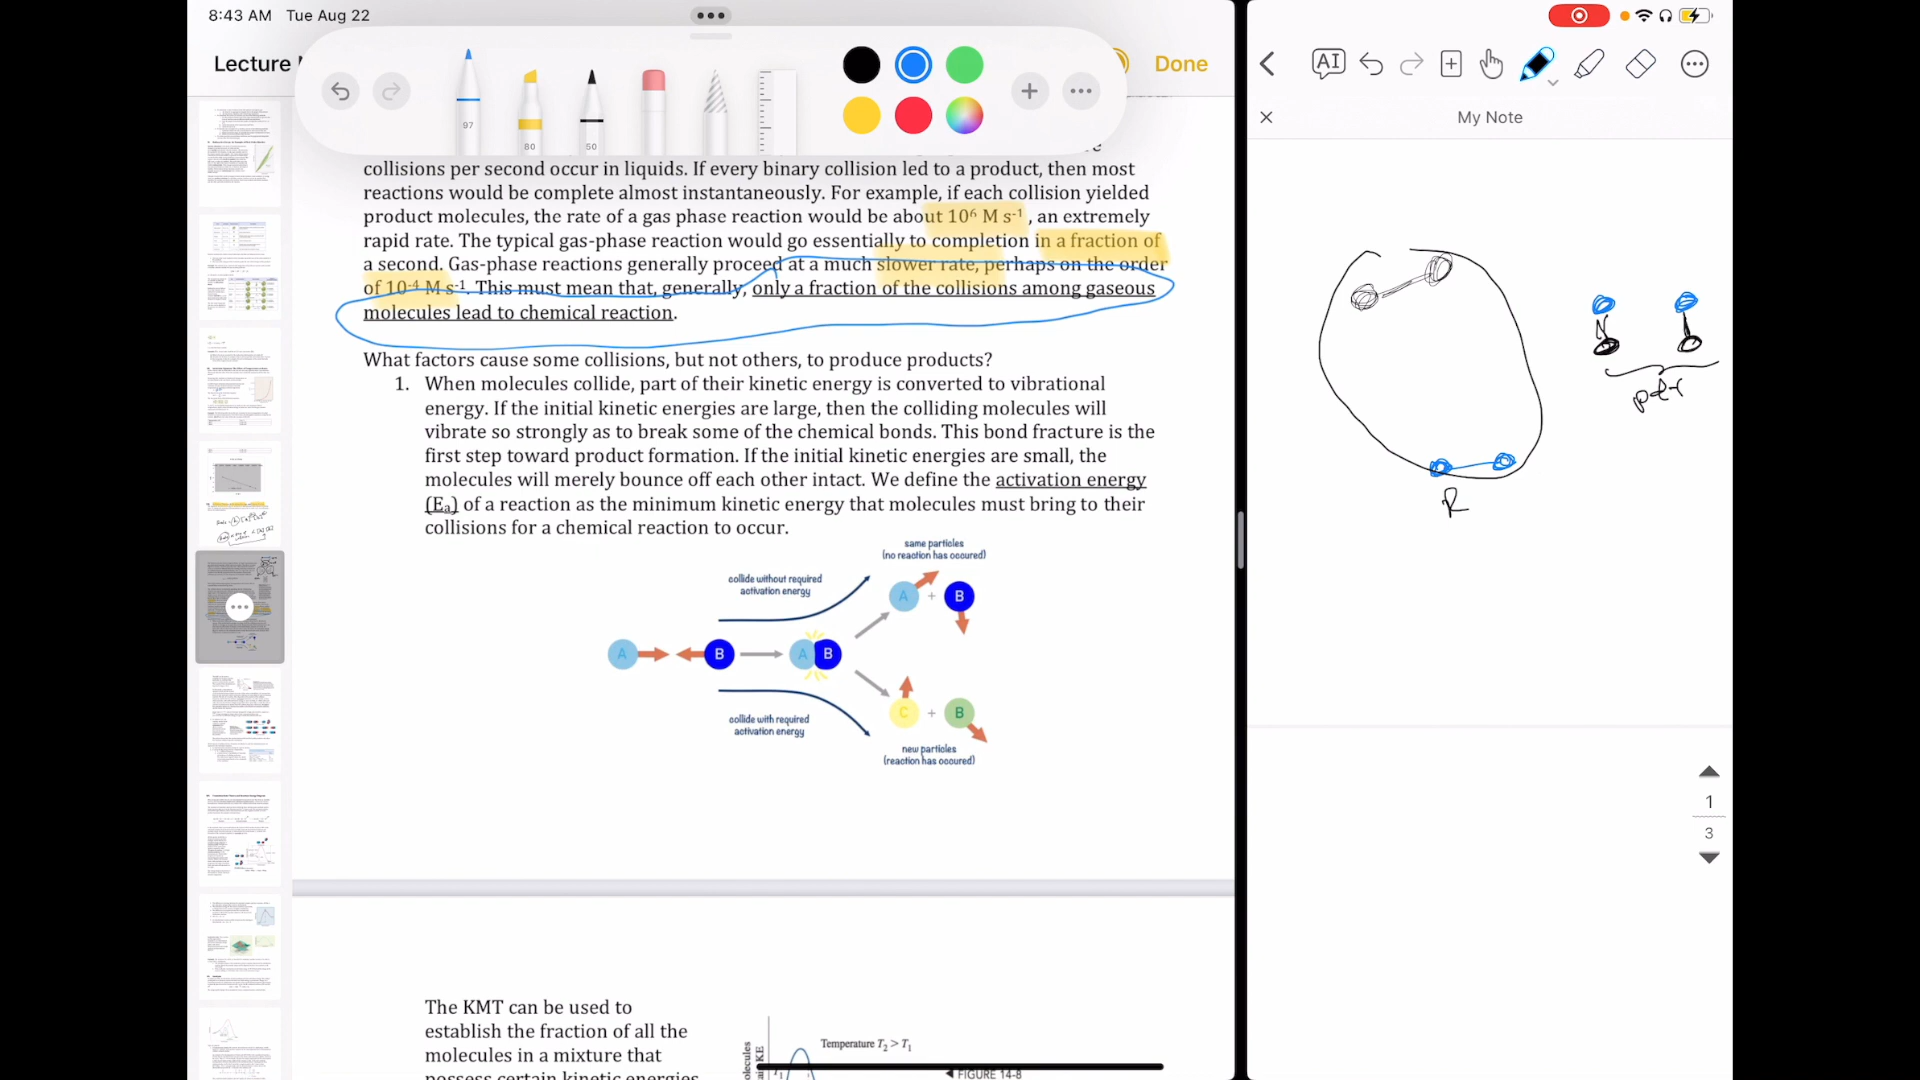 8:43 AM Tue Aug 22
Lecture
Done
97
80
50
collisions per second occur in liquids. If every binary collision led to a product, then most
reactions would be complete almost instantaneously. For example, if each collision yielded
product molecules, the rate of a gas phase reaction would be about 10⁶ M s⁻¹ , an extremely
rapid rate. The typical gas-phase reaction would go essentially to completion in a fraction of
a second. Gas-phase reactions generally proceed at a much slower rate, perhaps on the order
of 10⁻⁴ M s⁻¹. This must mean that, generally, only a fraction of the collisions among gaseous
molecules lead to chemical reaction.
What factors cause some collisions, but not others, to produce products?
1. When molecules collide, part of their kinetic energy is converted to vibrational
energy. If the initial kinetic energies are large, then the colliding molecules will
vibrate so strongly as to break some of the chemical bonds. This bond fracture is the
first step toward product formation. If the initial kinetic energies are small, the
molecules will merely bounce off each other intact. We define the activation energy
(Eₐ) of a reaction as the minimum kinetic energy that molecules must bring to their
collisions for a chemical reaction to occur.
same particles
(no reaction has occured)
collide without required
activation energy
A + B
A B A B
C + B
collide with required
activation energy
new particles
(reaction has occured)
The KMT can be used to
establish the fraction of all the
molecules in a mixture that
possess certain kinetic energies
Temperature T₂ > T₁
T₁
FIGURE 14-8
AI
My Note
R
1
3